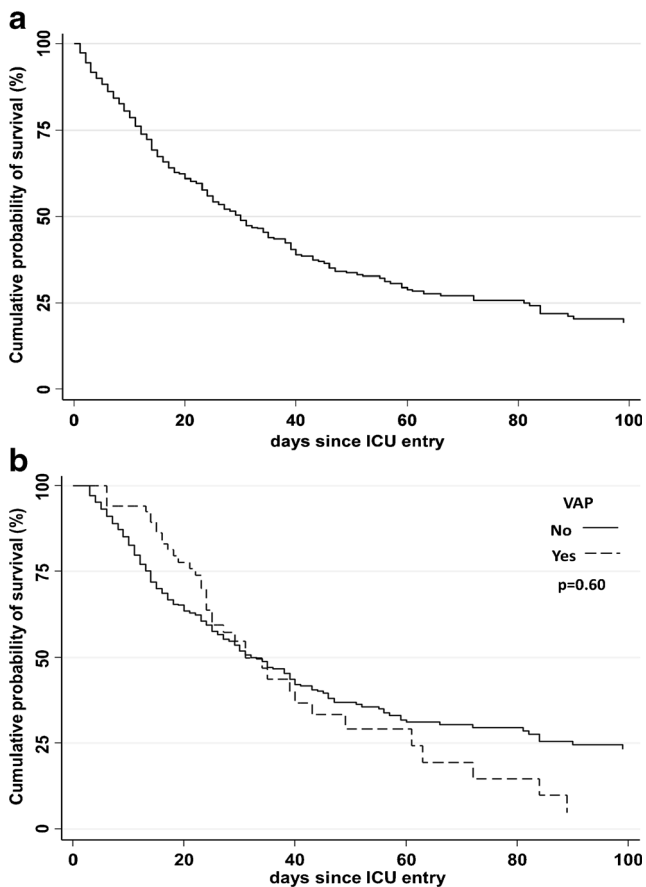 a
Cumulative probability of survival (%)
100
75
50
25
0
0 20 40 60 80 100
days since ICU entry
b
Cumulative probability of survival (%)
100
75
50
25
0
VAP
No
Yes
p=0.60
0 20 40 60 80 100
days since ICU entry